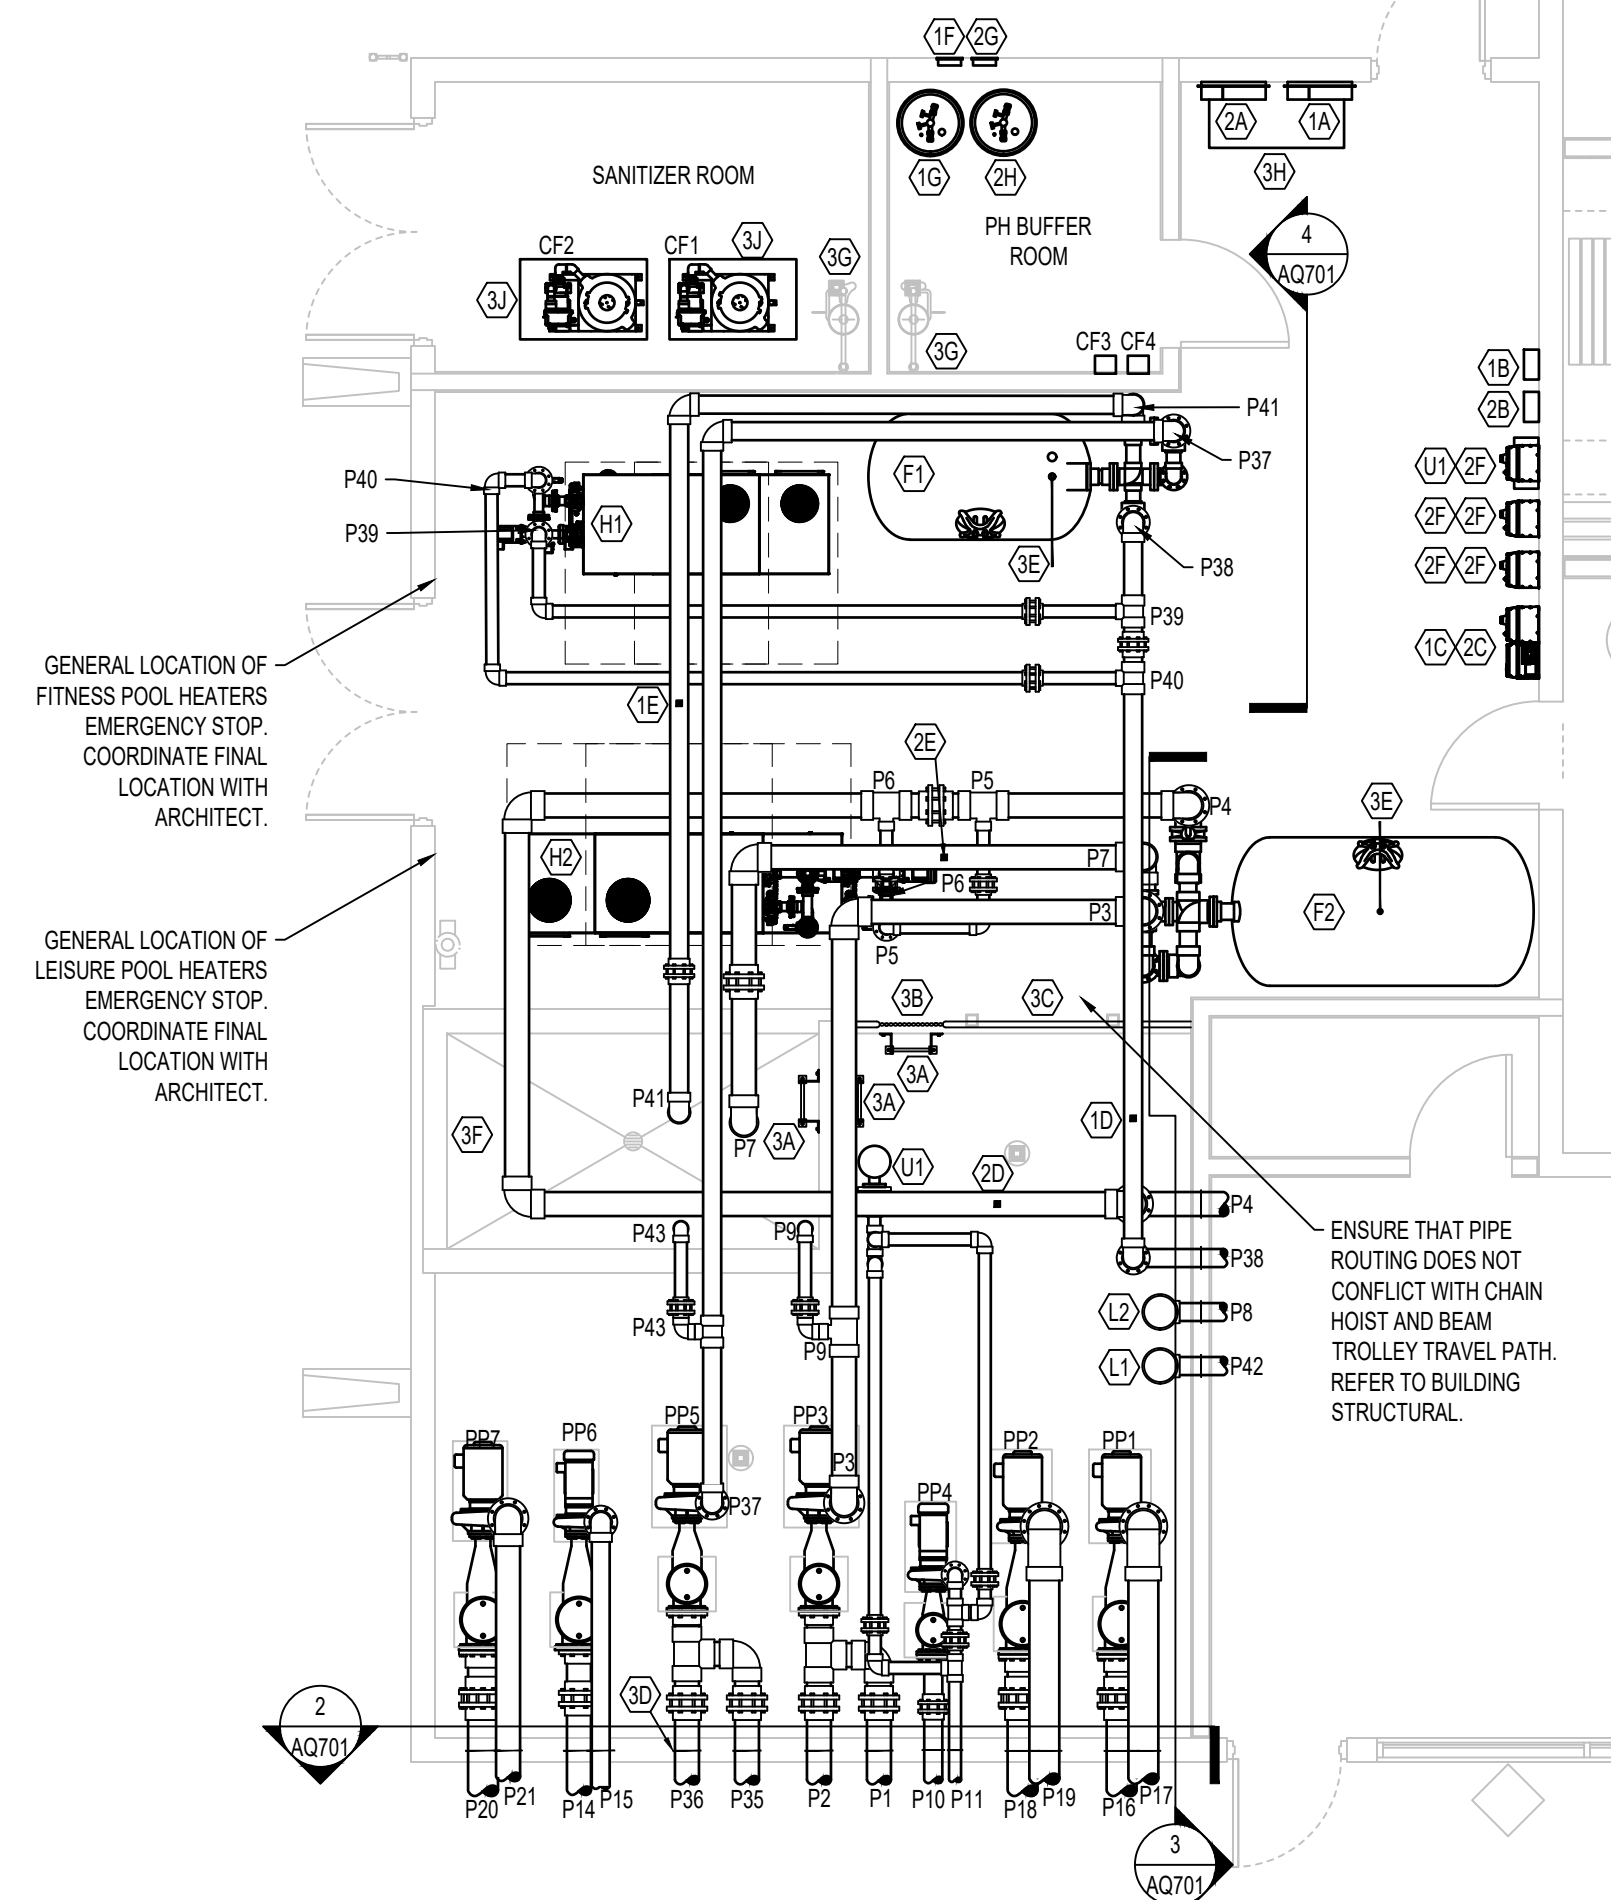 1F 2G
2A 1A
SANITIZER ROOM
1G 2H
3H
PH BUFFER
ROOM
4
AQ701
CF2 CF1 3J
3G
3J
3G
CF3 CF4
1B
2B
P41
P37
P40
F1
U1 2F
H1
2F 2F
P39
3E
P38
2F 2F
P39
1C 2C
GENERAL LOCATION OF
FITNESS POOL HEATERS
EMERGENCY STOP.
COORDINATE FINAL
LOCATION WITH
ARCHITECT.
P40
1E
2E
P6 P5
P4
3E
H2
P7
P6
P3
F2
GENERAL LOCATION OF
LEISURE POOL HEATERS
EMERGENCY STOP.
COORDINATE FINAL
LOCATION WITH
ARCHITECT.
P5
3B 3C
3A
P41
3A
1D
3F
P7 3A
U1
2D
P4
P43 P9
ENSURE THAT PIPE
ROUTING DOES NOT
CONFLICT WITH CHAIN
HOIST AND BEAM
TROLLEY TRAVEL PATH.
REFER TO BUILDING
STRUCTURAL.
P38
L2 P8
P43
P9
L1 P42
PP7 PP6 PP5 PP3 PP2 PP1
P3
PP4
P37
3D
2
AQ701
P20 P21 P14 P15 P36 P35 P2 P1 P10 P11 P18 P19 P16 P17
3
AQ701